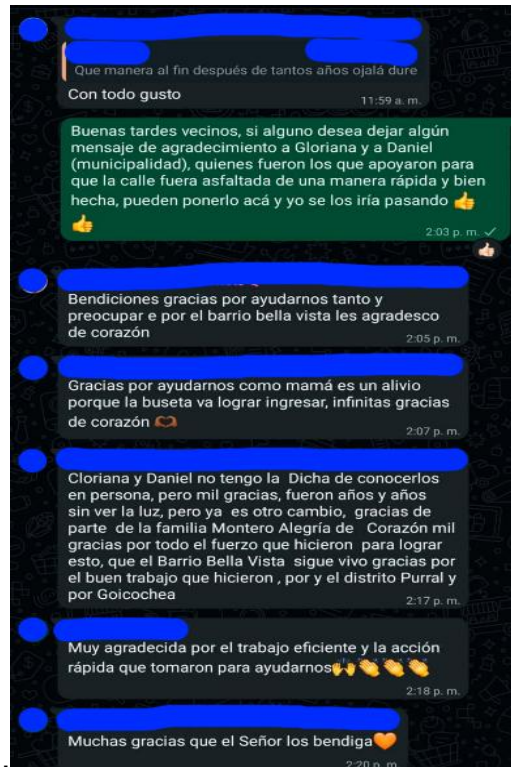 Que manera al fin después de tantos años ojalá dure
Con todo gusto
11:59 a. m.
Buenas tardes vecinos, si alguno desea dejar algún
mensaje de agradecimiento a Gloriana y a Daniel
(municipalidad), quienes fueron los que apoyaron para
que la calle fuera asfaltada de una manera rápida y bien
hecha, pueden ponerlo acá y yo se los iría pasando 👍
👍
2:03 p. m. ✓
👍🏻
Bendiciones gracias por ayudarnos tanto y
preocupar e por el barrio bella vista les agradesco
de corazón
2:05 p. m.
Gracias por ayudarnos como mamá es un alivio
porque la buseta va lograr ingresar, infinitas gracias
de corazón 🫶🏾
2:07 p. m.
Cloriana y Daniel no tengo la  Dicha de conocerlos
en persona, pero mil gracias, fueron años y años
sin ver la luz, pero ya  es otro cambio,  gracias de
parte  de la familia Montero Alegría de   Corazón mil
gracias por todo el fuerzo que hicieron  para lograr
esto, que el Barrio Bella Vista  sigue vivo gracias por
el buen trabajo que hicieron , por y el distrito Purral y
por Goicochea
2:17 p. m.
Muy agradecida por el trabajo eficiente y la acción
rápida que tomaron para ayudarnos🙌👏👏👏
2:18 p. m.
Muchas gracias que el Señor los bendiga🧡
2:20 p. m.